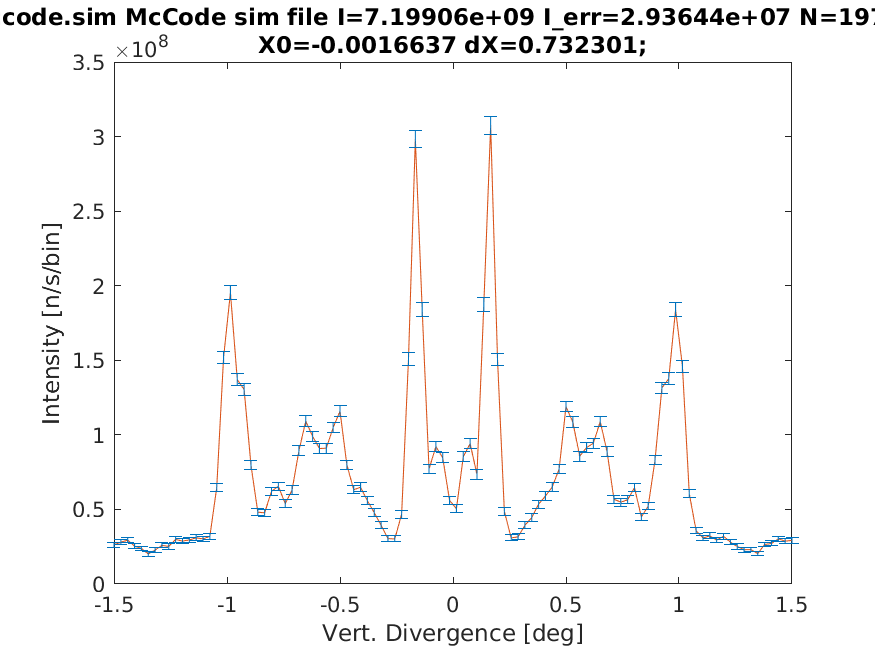 code.sim McCode sim file I=7.19906e+09 I_err=2.93644e+07 N=197
X0=-0.0016637 dX=0.732301;
×10^8
3.5
3
2.5
2
1.5
1
0.5
0
Intensity [n/s/bin]
-1.5 -1 -0.5 0 0.5 1 1.5
Vert. Divergence [deg]